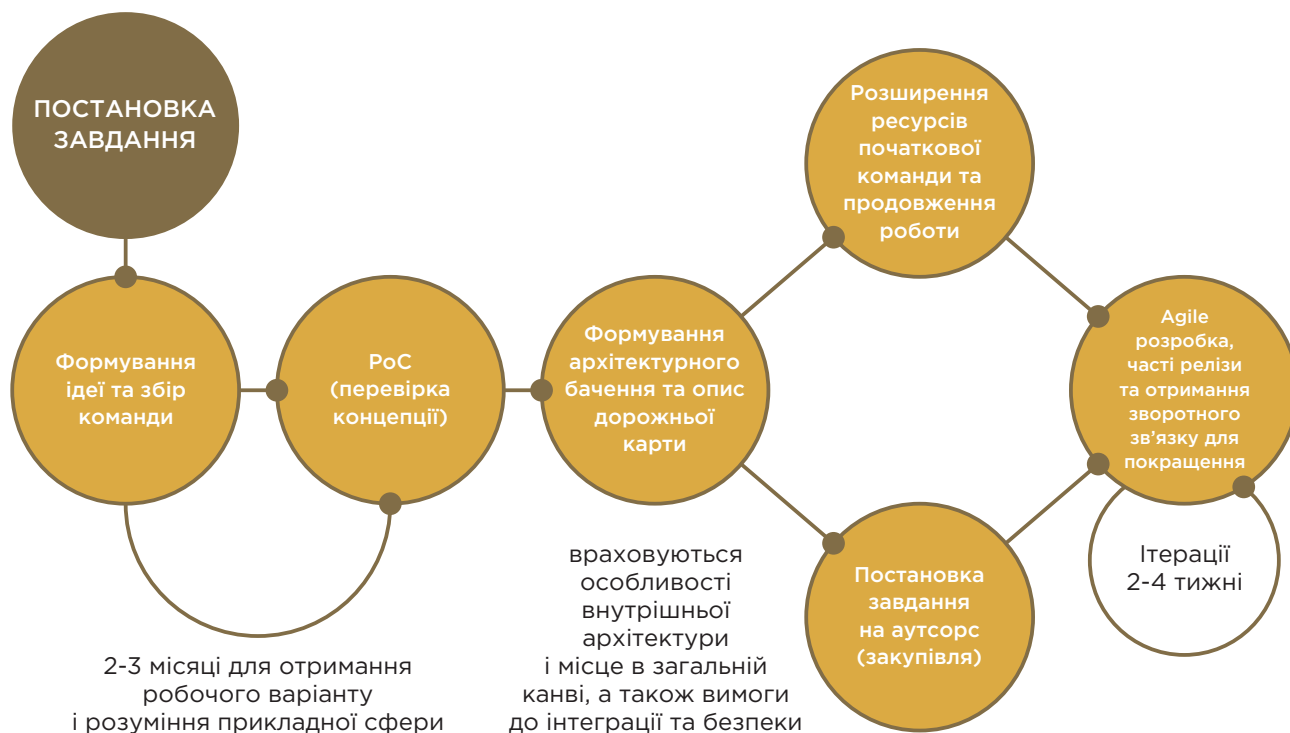 ПОСТАНОВКА
ЗАВДАННЯ
Формування
ідеї та збір
команди
PoC
(перевірка
концепції)
2-3 місяці для отримання
робочого варіанту
і розуміння прикладної сфери
Формування
архітектурного
бачення та опис
дорожньої
карти
враховуються
особливості
внутрішньої
архітектури
і місце в загальній
канві, а також вимоги
до інтеграції та безпеки
Розширення
ресурсів
початкової
команди та
продовження
роботи
Постановка
завдання
на аутсорс
(закупівля)
Agile
розробка,
часті релізи
та отримання
зворотного
зв’язку для
покращення
Ітерації
2-4 тижні